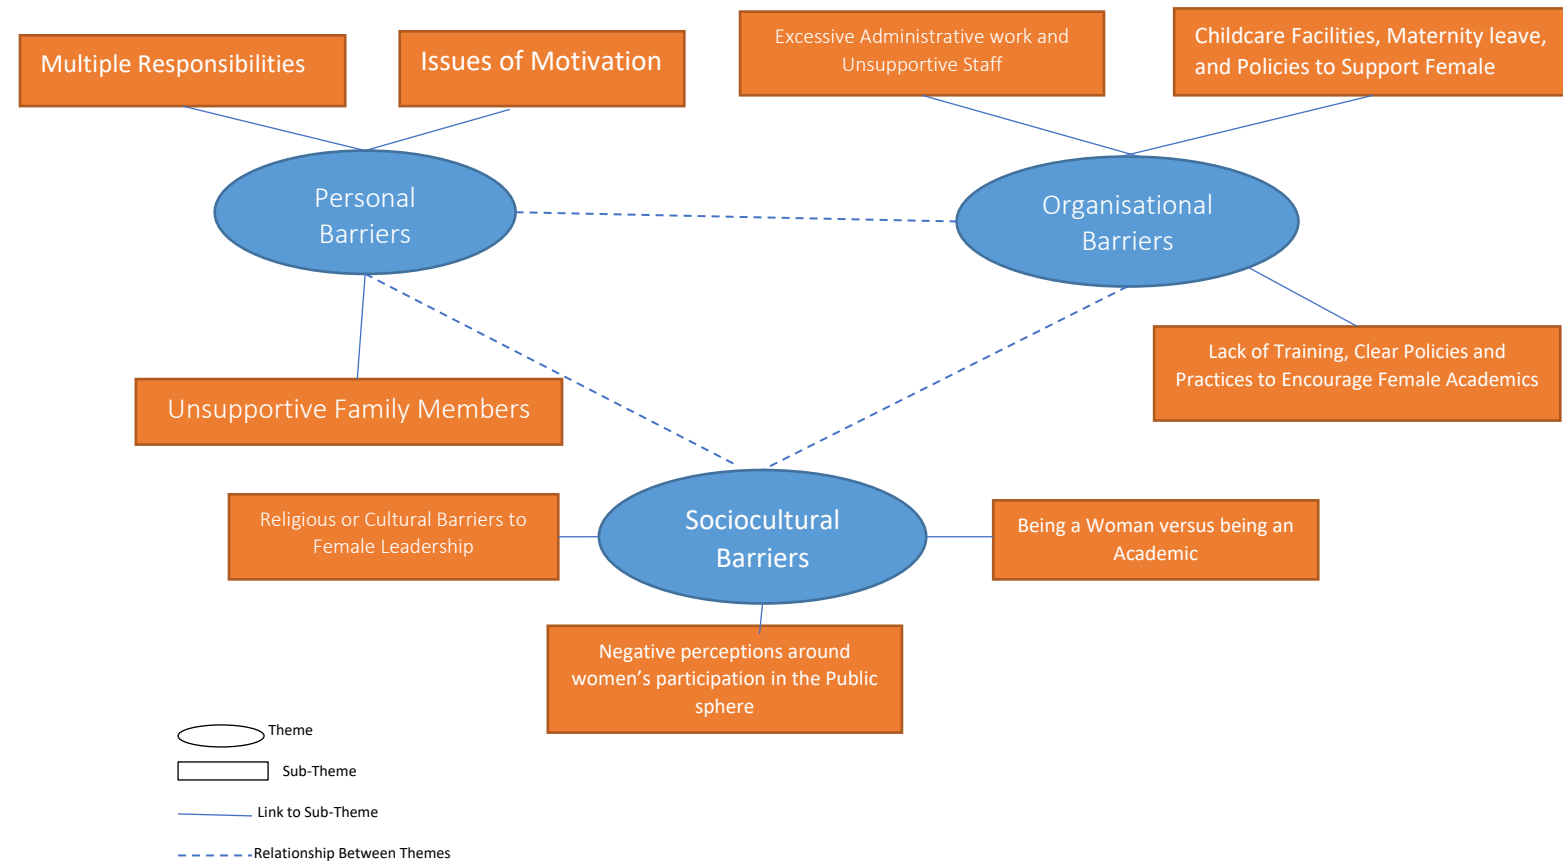 Multiple Responsibilities
Issues of Motivation
Excessive Administrative work and
Unsupportive Staff
Childcare Facilities, Maternity leave,
and Policies to Support Female
Personal
Barriers
Organisational
Barriers
Lack of Training, Clear Policies and
Practices to Encourage Female Academics
Unsupportive Family Members
Religious or Cultural Barriers to
Female Leadership
Sociocultural
Barriers
Being a Woman versus being an
Academic
Negative perceptions around
women’s participation in the Public
sphere
Theme
Sub-Theme
Link to Sub-Theme
Relationship Between Themes